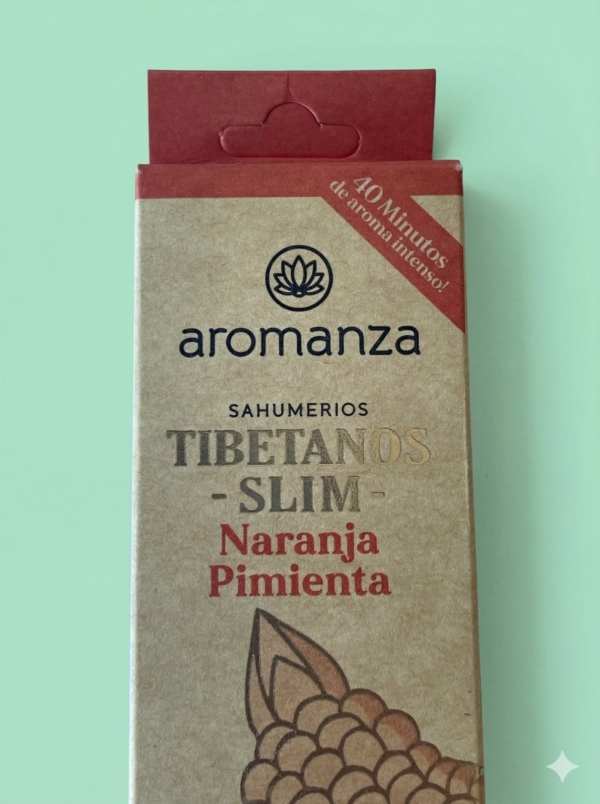 40 Minutos
de aroma intenso!
aromanza
SAHUMERIOS
TIBETANOS
- SLIM -
Naranja
Pimienta